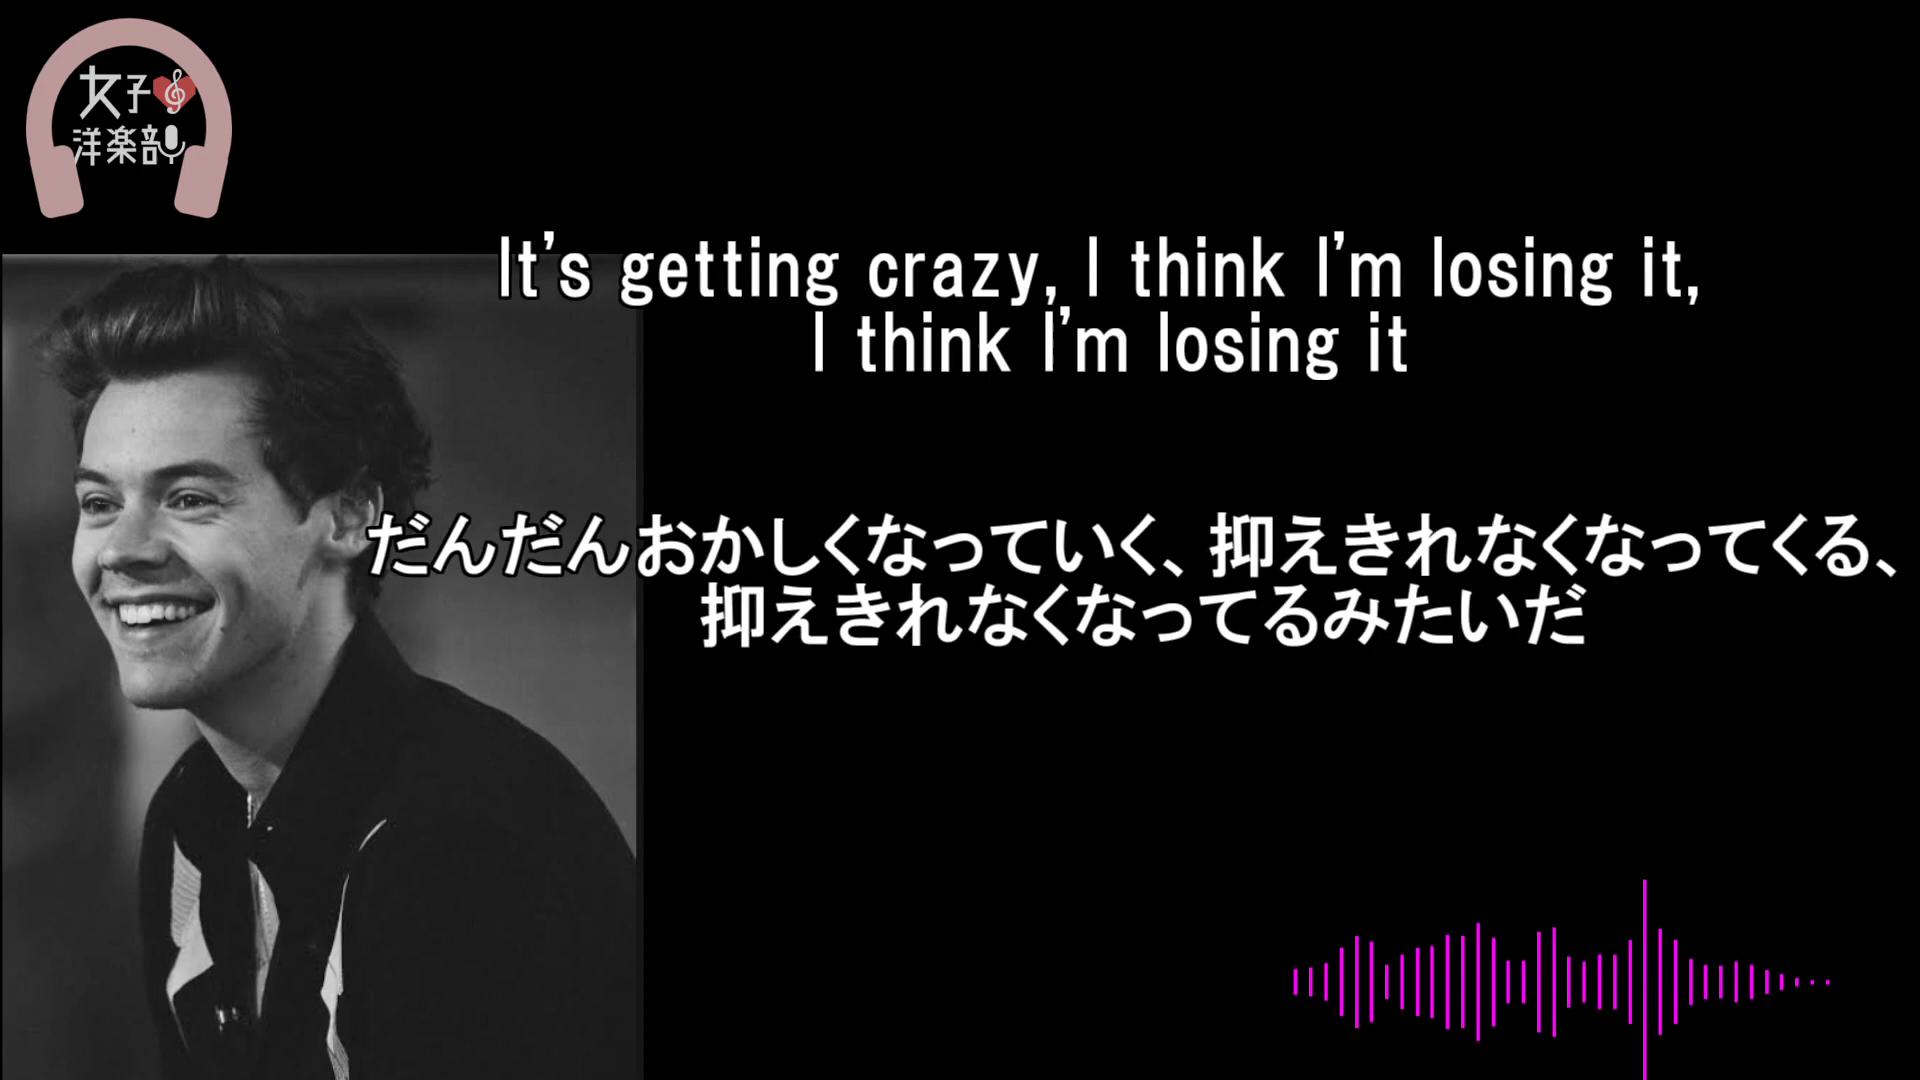 女子
洋楽部
It's getting crazy, I think I'm losing it,
I think I'm losing it
だんだんおかしくなっていく、抑えきれなくなってくる、
抑えきれなくなってるみたいだ